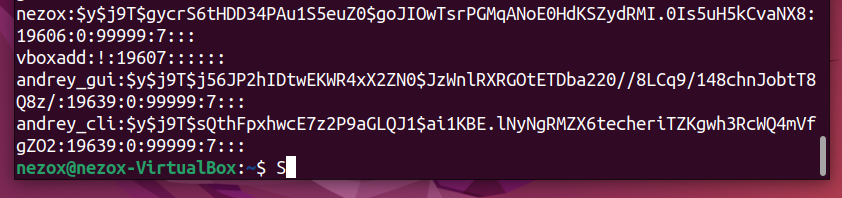 nezox:$y$j9T$gycrS6tHDD34PAu1S5euZ0$goJIOwTsrPGMqANoE0HdKSZydRMI.0Is5uH5kCvaNX8:
19606:0:99999:7:::
vboxadd:!:19607::::::
andrey_gui:$y$j9T$j56JP2hIDtwEKWR4xX2ZN0$JzWnlRXRGOtETDba220//8LCq9/148chnJobtT8
Q8z/:19639:0:99999:7:::
andrey_cli:$y$j9T$sQthFpxhwcE7z2P9aGLQJ1$ai1KBE.lNyNgRMZX6techeriTZKgwh3RcWQ4mVf
gZO2:19639:0:99999:7:::
nezox@nezox-VirtualBox:~$ S